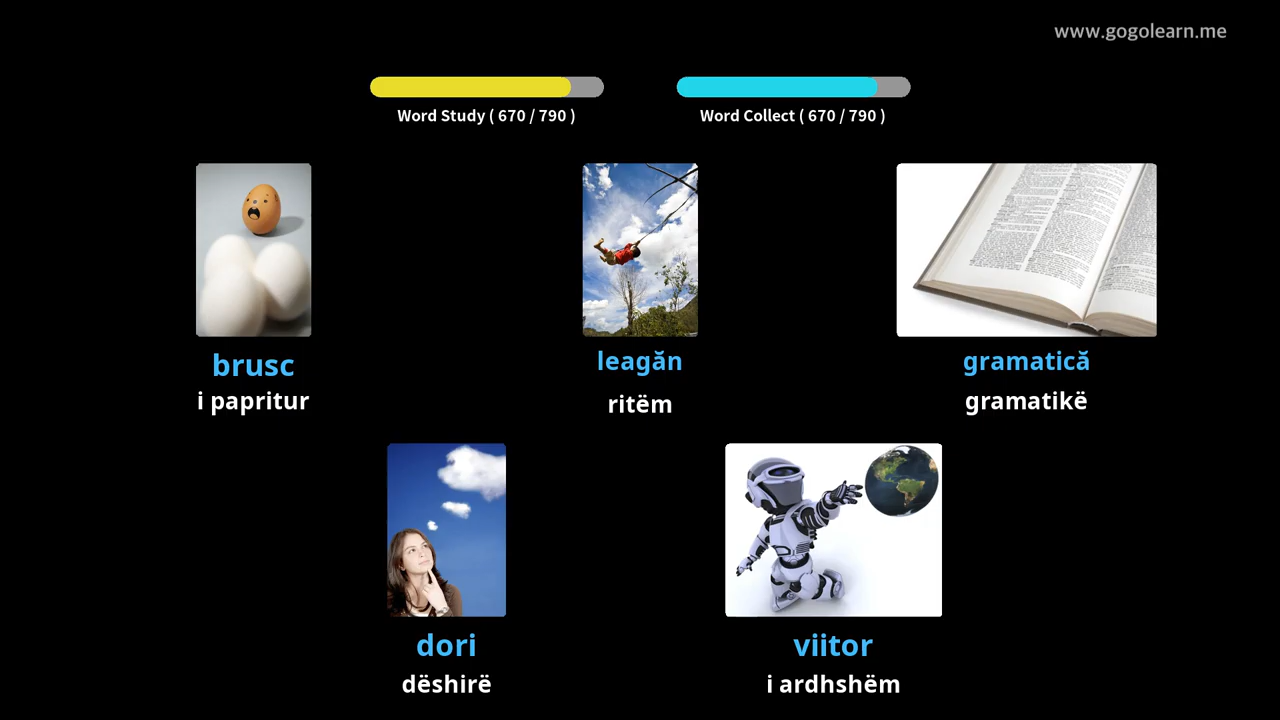 www.gogolearn.me
Word Study ( 670 / 790 )
Word Collect ( 670 / 790 )
brusc
i papritur
leagăn
ritëm
gramatică
gramatikë
dori
dëshirë
viitor
i ardhshëm